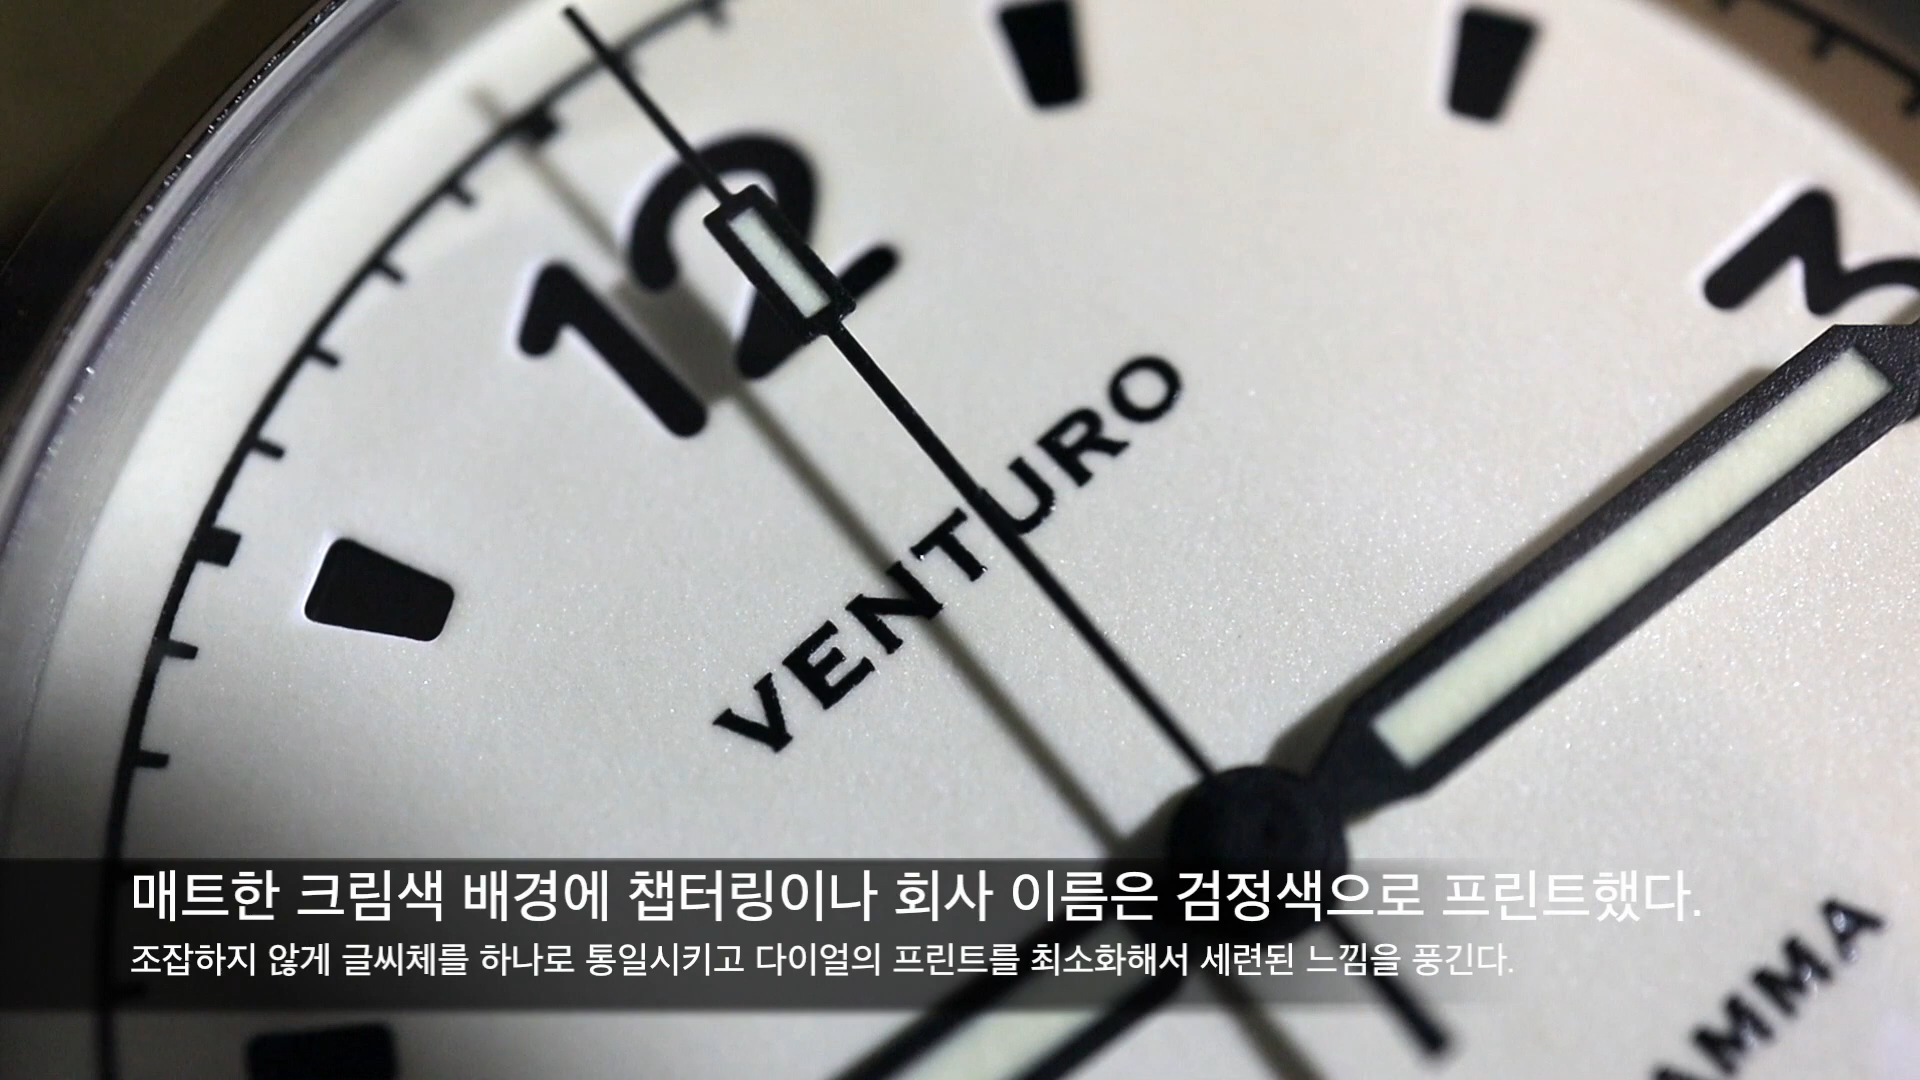 12
3
VENTURO
매트한 크림색 배경에 챕터링이나 회사 이름은 검정색으로 프린트했다.
조잡하지 않게 글씨체를 하나로 통일시키고 다이얼의 프린트를 최소화해서 세련된 느낌을 풍긴다.
AMMA